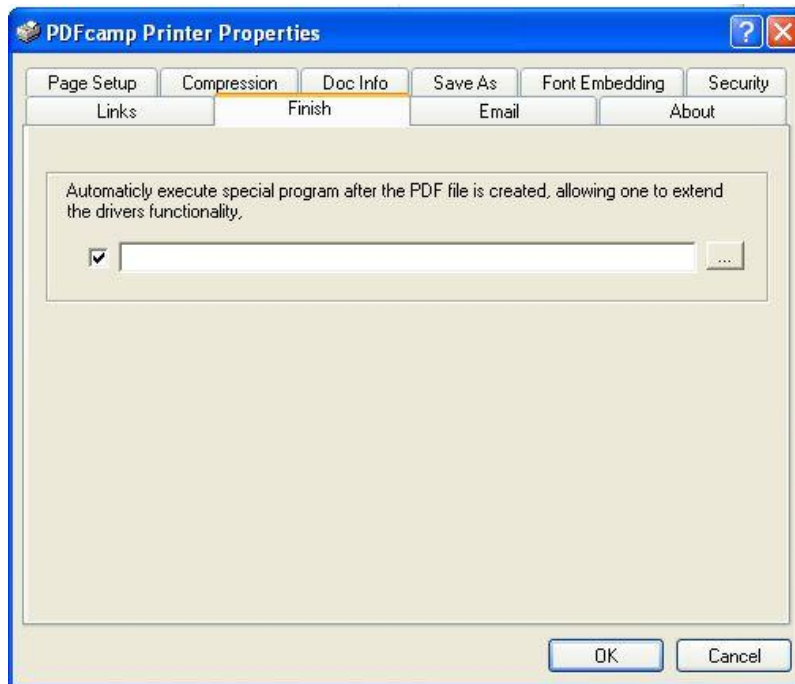 PDFcamp Printer Properties
Page Setup Compression Doc Info Save As Font Embedding Security
Links Finish Email About
Automaticly execute special program after the PDF file is created, allowing one to extend
the drivers functionality,
...
OK Cancel